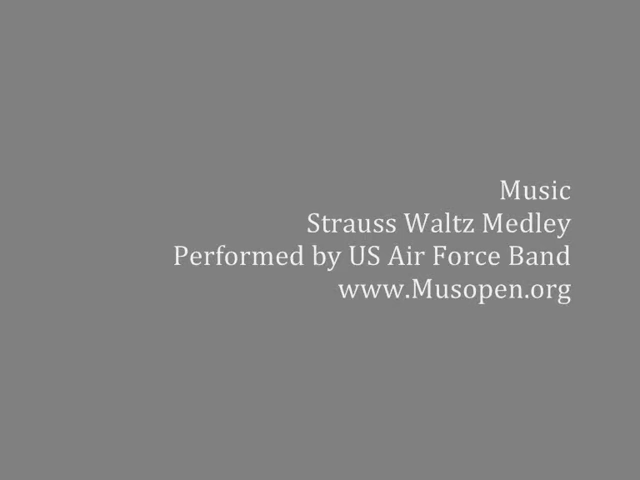 Music
Strauss Waltz Medley
Performed by US Air Force Band
www.Musopen.org